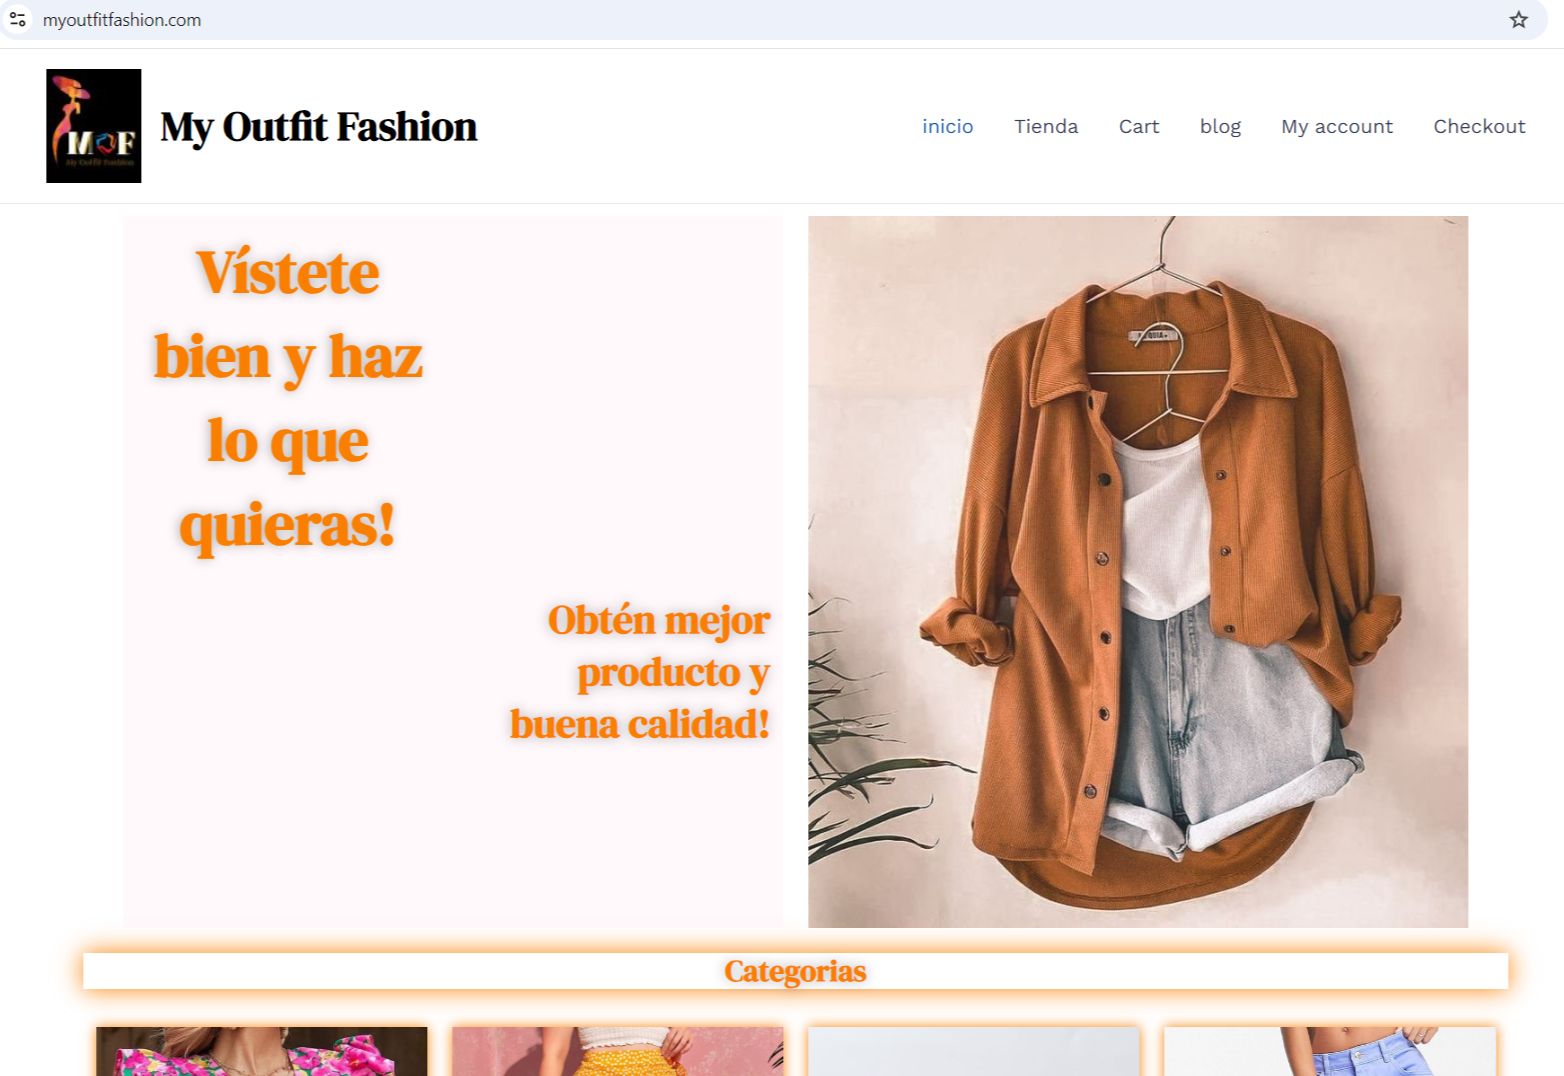 myoutfitfashion.com
MOF
My Outfit Fashion
My Outfit Fashion
inicio Tienda Cart blog My account Checkout
Vístete
bien y haz
lo que
quieras!
Obtén mejor
producto y
buena calidad!
Categorias